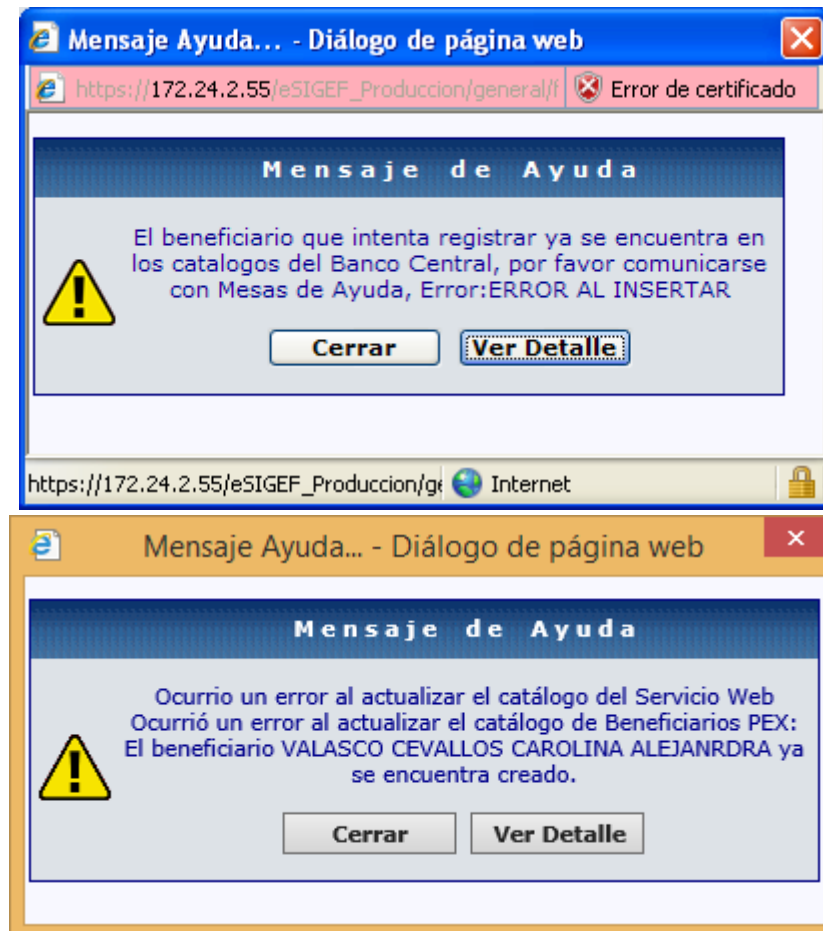 Mensaje Ayuda... - Diálogo de página web
https://172.24.2.55/eSIGEF_Produccion/general/f Error de certificado
Mensaje de Ayuda
El beneficiario que intenta registrar ya se encuentra en
los catalogos del Banco Central, por favor comunicarse
con Mesas de Ayuda, Error:ERROR AL INSERTAR
Cerrar Ver Detalle
https://172.24.2.55/eSIGEF_Produccion/ge Internet
Mensaje Ayuda... - Diálogo de página web
Mensaje de Ayuda
Ocurrio un error al actualizar el catálogo del Servicio Web
Ocurrió un error al actualizar el catálogo de Beneficiarios PEX:
El beneficiario VALASCO CEVALLOS CAROLINA ALEJANRDRA ya
se encuentra creado.
Cerrar Ver Detalle